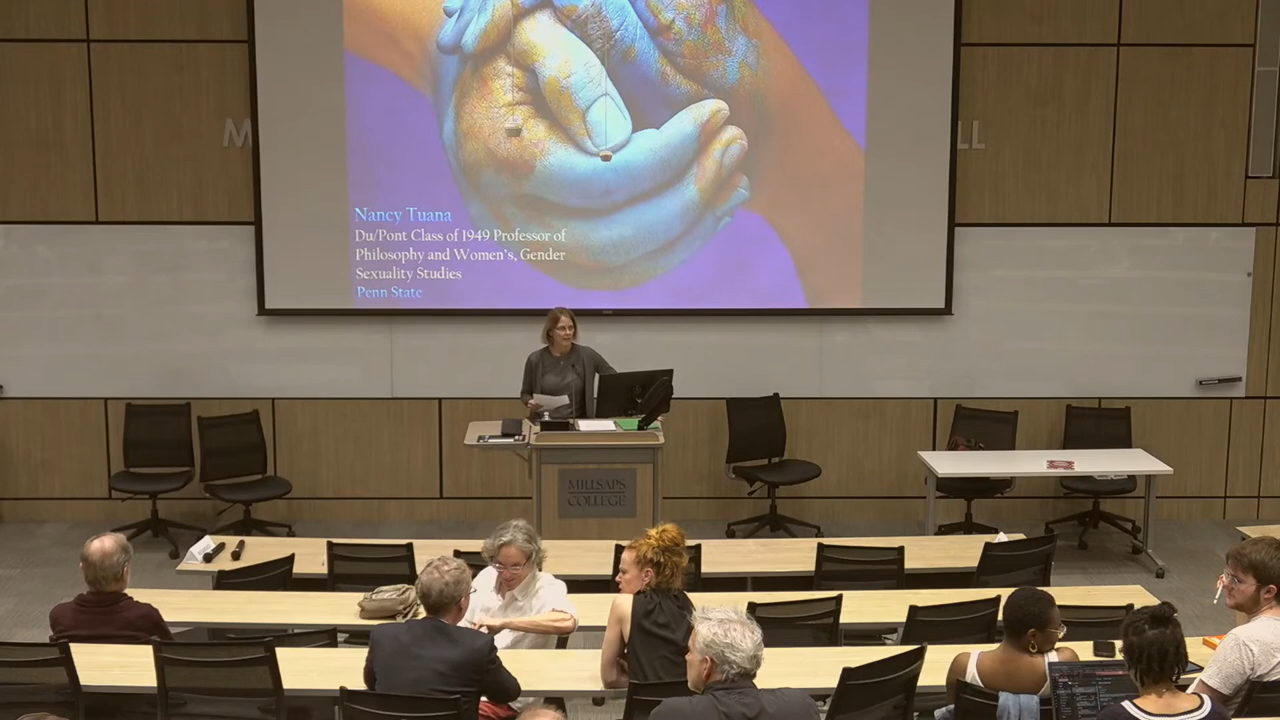 Nancy Tuana
Du/Pont Class of 1949 Professor of
Philosophy and Women's, Gender
Sexuality Studies
Penn State
MILLSAPS
COLLEGE